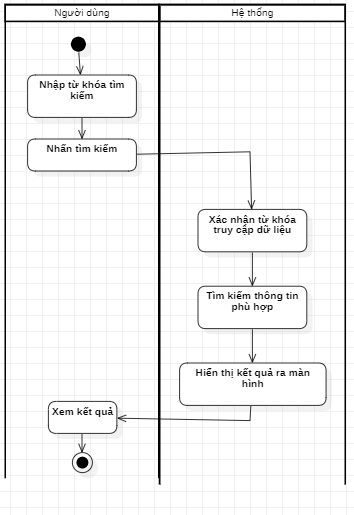 Người dùng
Hệ thống
Nhập từ khóa tìm
kiếm
Nhấn tìm kiếm
Xác nhận từ khóa
truy cập dữ liệu
Tìm kiếm thông tin
phù hợp
Hiển thị kết quả ra màn
hình
Xem kết quả